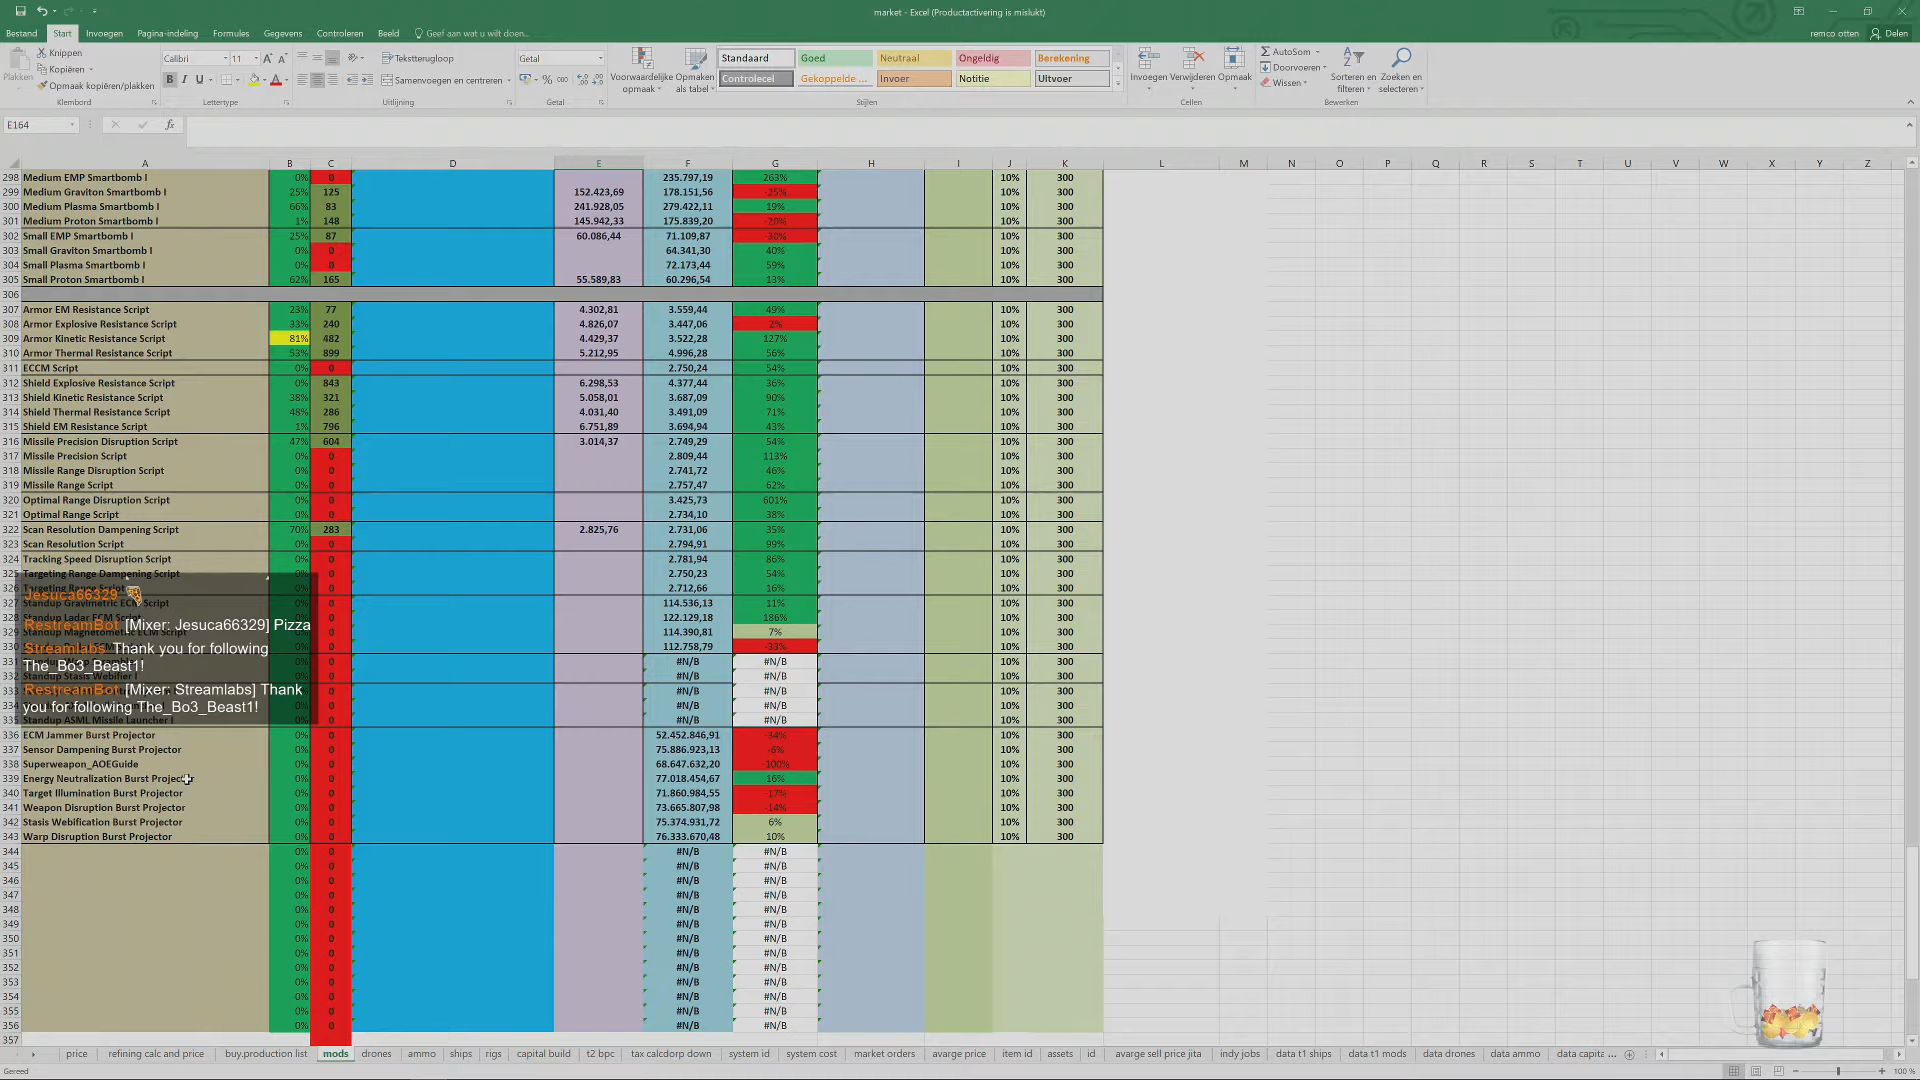 market - Excel (Productactivering is mislukt)
Bestand Start Invoegen Pagina-indeling Formules Gegevens Controleren Beeld Geef aan wat u wilt doen... remco otten Delen
Plakken Knippen Kopiëren Opmaak kopiëren/plakken Klembord
Calibri 11 B I U Lettertype
Tekstterugloop Samenvoegen en centreren Uitlijning
Getal % 000 Getal
Voorwaardelijke opmaak Opmaken als tabel
Standaard Goed Neutraal Ongeldig Berekening
Controlecel Gekoppelde ... Invoer Notitie Uitvoer
Stijlen
Invoegen Verwijderen Opmaak Cellen
AutoSom Doorvoeren Wissen Sorteren en filteren Zoeken en selecteren Bewerken
E164 fx
A B C D E F G H I J K L M N O P Q R S T U V W X Y Z
298 Medium EMP Smartbomb I 0% 0 235.797,19 263% 10% 300
299 Medium Graviton Smartbomb I 25% 125 152.423,69 178.151,56 -25% 10% 300
300 Medium Plasma Smartbomb I 66% 83 241.928,05 279.422,11 19% 10% 300
301 Medium Proton Smartbomb I 1% 148 145.942,33 175.839,20 -20% 10% 300
302 Small EMP Smartbomb I 25% 87 60.086,44 71.109,87 -30% 10% 300
303 Small Graviton Smartbomb I 0% 0 64.341,30 40% 10% 300
304 Small Plasma Smartbomb I 0% 0 72.173,44 59% 10% 300
305 Small Proton Smartbomb I 62% 165 55.589,83 60.296,54 13% 10% 300
306
307 Armor EM Resistance Script 23% 77 4.302,81 3.559,44 49% 10% 300
308 Armor Explosive Resistance Script 33% 240 4.826,07 3.447,06 2% 10% 300
309 Armor Kinetic Resistance Script 81% 482 4.429,37 3.522,28 127% 10% 300
310 Armor Thermal Resistance Script 53% 899 5.212,95 4.996,28 56% 10% 300
311 ECCM Script 0% 0 2.750,24 54% 10% 300
312 Shield Explosive Resistance Script 0% 843 6.298,53 4.377,44 36% 10% 300
313 Shield Kinetic Resistance Script 38% 321 5.058,01 3.687,09 90% 10% 300
314 Shield Thermal Resistance Script 48% 286 4.031,40 3.491,09 71% 10% 300
315 Shield EM Resistance Script 1% 796 6.751,89 3.694,94 43% 10% 300
316 Missile Precision Disruption Script 47% 604 3.014,37 2.749,29 54% 10% 300
317 Missile Precision Script 0% 0 2.809,44 113% 10% 300
318 Missile Range Disruption Script 0% 0 2.741,72 46% 10% 300
319 Missile Range Script 0% 0 2.757,47 62% 10% 300
320 Optimal Range Disruption Script 0% 0 3.425,73 601% 10% 300
321 Optimal Range Script 0% 0 2.734,10 38% 10% 300
322 Scan Resolution Dampening Script 70% 283 2.825,76 2.731,06 35% 10% 300
323 Scan Resolution Script 0% 0 2.794,91 99% 10% 300
324 Tracking Speed Disruption Script 0% 0 2.781,94 86% 10% 300
325 Targeting Range Dampening Script 0% 0 2.750,23 54% 10% 300
326 Targeting Range Script 0% 0 2.712,66 16% 10% 300
Jesuca66329
327 Standup Gravimetric ECM Script 0% 0 114.536,13 11% 10% 300
328 Standup Ladar ECM Script 0% 0 122.129,18 186% 10% 300
RestreamBot [Mixer: Jesuca66329] Pizza
329 Standup Magnetometric ECM Script 0 114.390,81 7% 10% 300
330 0 112.758,79 -33% 10% 300
Streamlabs Thank you for following
The_Bo3_Beast1!
331 0 #N/B #N/B 10% 300
332 Standup Stasis Webifier I 0% 0 #N/B #N/B 10% 300
333 0 #N/B #N/B 10% 300
RestreamBot [Mixer: Streamlabs] Thank
you for following The_Bo3_Beast1!
334 0 #N/B #N/B 10% 300
335 Standup ASML Missile Launcher I 0% 0 #N/B #N/B 10% 300
336 ECM Jammer Burst Projector 0% 0 52.452.846,91 -34% 10% 300
337 Sensor Dampening Burst Projector 0% 0 75.886.923,13 -6% 10% 300
338 Superweapon_AOEGuide 0% 0 68.647.632,20 -100% 10% 300
339 Energy Neutralization Burst Projector 0% 0 77.018.454,67 16% 10% 300
340 Target Illumination Burst Projector 0% 0 71.860.984,55 -17% 10% 300
341 Weapon Disruption Burst Projector 0% 0 73.665.807,98 -14% 10% 300
342 Stasis Webification Burst Projector 0% 0 75.374.931,72 6% 10% 300
343 Warp Disruption Burst Projector 0% 0 76.333.670,48 10% 10% 300
344 0% 0 #N/B #N/B
345 0% 0 #N/B #N/B
346 0% 0 #N/B #N/B
347 0% 0 #N/B #N/B
348 0% 0 #N/B #N/B
349 0% 0 #N/B #N/B
350 0% 0 #N/B #N/B
351 0% 0 #N/B #N/B
352 0% 0 #N/B #N/B
353 0% 0 #N/B #N/B
354 0% 0 #N/B #N/B
355 0% 0 #N/B #N/B
356 0% 0 #N/B #N/B
357
price refining calc and price buy.production list mods drones ammo ships rigs capital build t2 bpc tax calcdorp down system id system cost market orders avarge price item id assets id avarge sell price jita indy jobs data t1 ships data t1 mods data drones data ammo data capita ...
Gereed 100 %